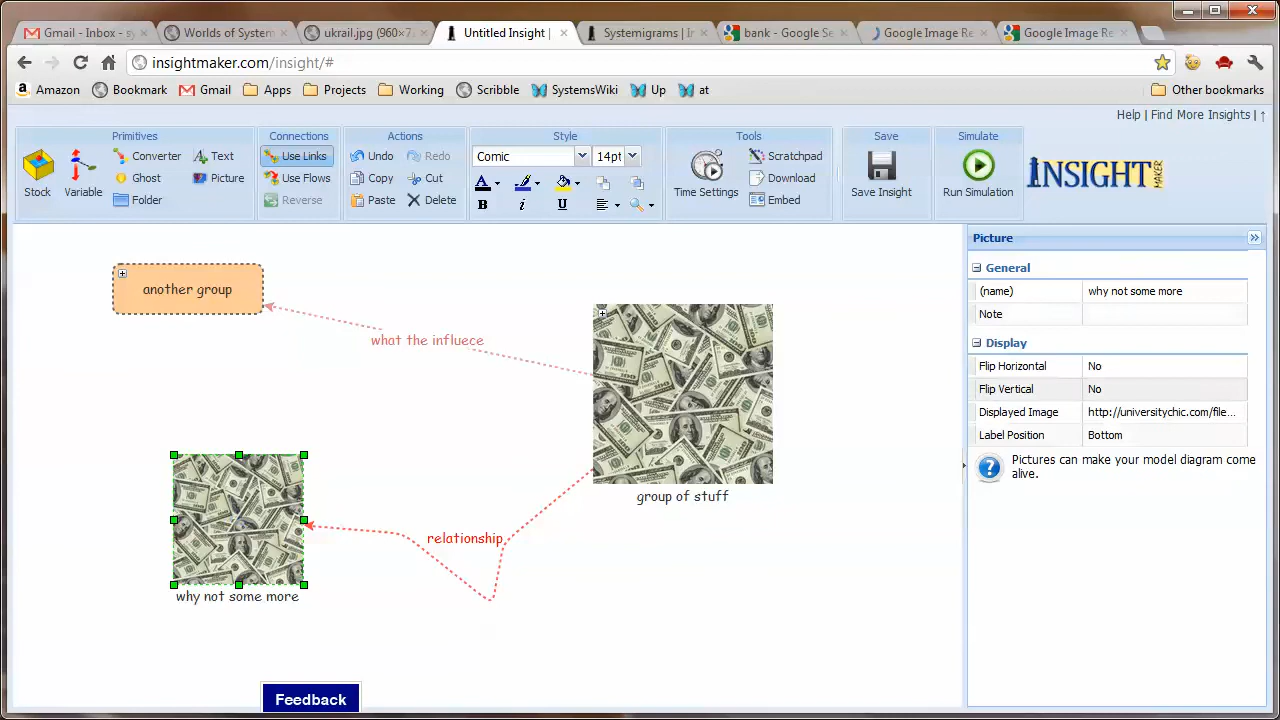 Gmail - Inbox - sy
Worlds of System
ukrail.jpg (960×7
Untitled Insight |
Systemigrams | In
bank - Google Se
Google Image Re
Google Image Re
insightmaker.com/insight/#
Amazon
Bookmark
Gmail
Apps
Projects
Working
Scribble
SystemsWiki
Up
at
Other bookmarks
Help | Find More Insights | ↑
Primitives
Connections
Actions
Style
Tools
Save
Simulate
Stock
Variable
Converter
Ghost
Folder
Text
Picture
Use Links
Use Flows
Reverse
Undo
Redo
Copy
Cut
Paste
Delete
Comic
14pt
A
B i U
Time Settings
Scratchpad
Download
Embed
Save Insight
Run Simulation
INSIGHT MAKER
another group
what the influece
group of stuff
relationship
why not some more
Feedback
Picture
General
(name) why not some more
Note
Display
Flip Horizontal No
Flip Vertical No
Displayed Image http://universitychic.com/file...
Label Position Bottom
Pictures can make your model diagram come
alive.